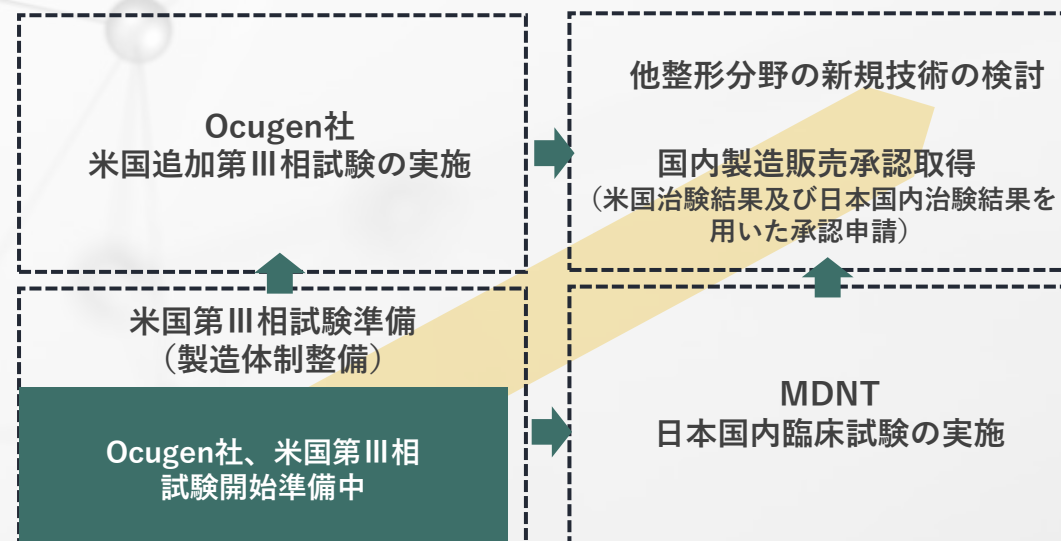 Ocugen社
米国追加第Ⅲ相試験の実施
他整形分野の新規技術の検討
国内製造販売承認取得
（米国治験結果及び日本国内治験結果を
用いた承認申請）
米国第Ⅲ相試験準備
（製造体制整備）
Ocugen社、米国第Ⅲ相
試験開始準備中
MDNT
日本国内臨床試験の実施